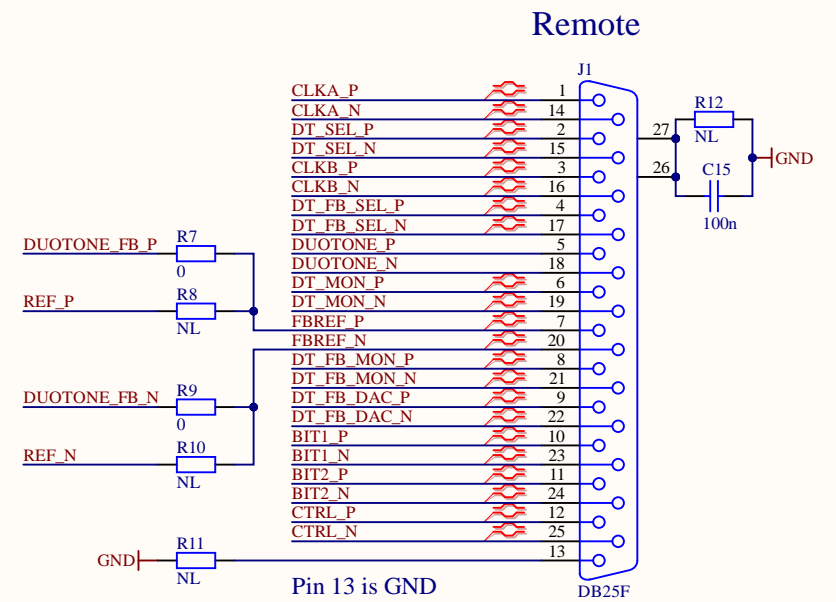 Remote
J1
CLKA_P 1
CLKA_N 14
DT_SEL_P 2
DT_SEL_N 15
CLKB_P 3
CLKB_N 16
DT_FB_SEL_P 4
DT_FB_SEL_N 17
DUOTONE_P 5
DUOTONE_N 18
DT_MON_P 6
DT_MON_N 19
FBREF_P 7
FBREF_N 20
DT_FB_MON_P 8
DT_FB_MON_N 21
DT_FB_DAC_P 9
DT_FB_DAC_N 22
BIT1_P 10
BIT1_N 23
BIT2_P 11
BIT2_N 24
CTRL_P 12
CTRL_N 25
13
DUOTONE_FB_P R7
0
REF_P R8
NL
DUOTONE_FB_N R9
0
REF_N R10
NL
GND R11
NL
Pin 13 is GND
DB25F
27
26
R12
NL
C15
100n
GND